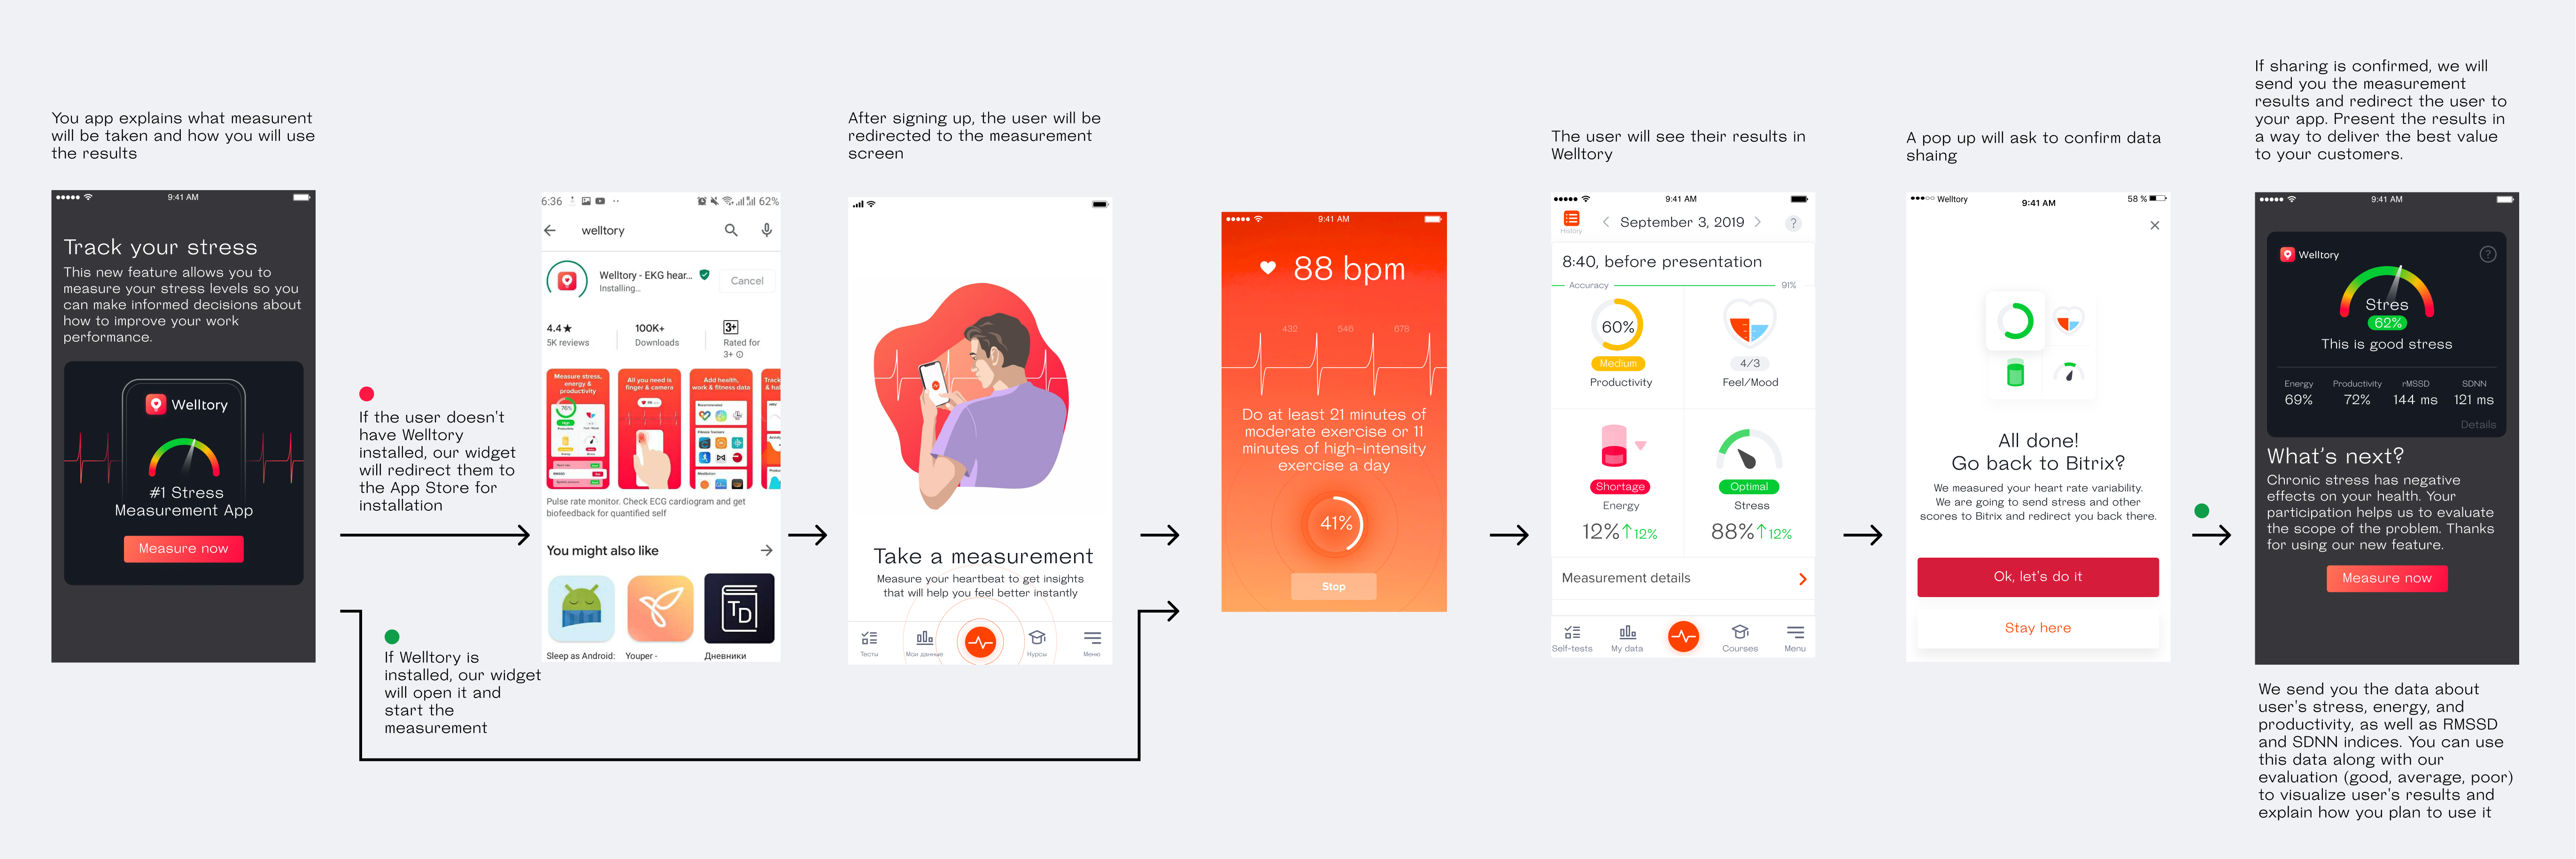 You app explains what measurent
will be taken and how you will use
the results
9:41 AM
Track your stress
This new feature allows you to
measure your stress levels so you
can make informed decisions about
how to improve your work
performance.
Welltory
#1 Stress
Measurement App
Measure now
If the user doesn't
have Welltory
installed, our widget
will redirect them to
the App Store for
installation
If Welltory is
installed, our widget
will open it and
start the
measurement
6:36
62%
welltory
Welltory - EKG hear...
Installing...
Cancel
4.4★
5K reviews
100K+
Downloads
3+
Rated for
3+
Measure stress,
energy &
productivity
76%
All you need is
finger & camera
Add health,
work & fitness data
Track
& hal
Pulse rate monitor. Check ECG cardiogram and get
biofeedback for quantified self
You might also like
TD
Sleep as Android:
Youper -
Дневники
After signing up, the user will be
redirected to the measurement
screen
Take a measurement
Measure your heartbeat to get insights
that will help you feel better instantly
Тесты
Мои данные
Курсы
Меню
9:41 AM
88 bpm
432
546
678
Do at least 21 minutes of
moderate exercise or 11
minutes of high-intensity
exercise a day
41%
Stop
The user will see their results in
Welltory
9:41 AM
History
September 3, 2019
?
8:40, before presentation
Accuracy
91%
60%
Medium
Productivity
4/3
Feel/Mood
Shortage
Energy
12%↑12%
Optimal
Stress
88%↑12%
Measurement details
Self-tests
My data
Courses
Menu
A pop up will ask to confirm data
shaing
Welltory
9:41 AM
58 %
All done!
Go back to Bitrix?
We measured your heart rate variability.
We are going to send stress and other
scores to Bitrix and redirect you back there.
Ok, let's do it
Stay here
If sharing is confirmed, we will
send you the measurement
results and redirect the user to
your app. Present the results in
a way to deliver the best value
to your customers.
9:41 AM
Welltory
?
Stres
62%
This is good stress
Energy
69%
Productivity
72%
rMSSD
144 ms
SDNN
121 ms
Details
What's next?
Chronic stress has negative
effects on your health. Your
participation helps us to evaluate
the scope of the problem. Thanks
for using our new feature.
Measure now
We send you the data about
user's stress, energy, and
productivity, as well as RMSSD
and SDNN indices. You can use
this data along with our
evaluation (good, average, poor)
to visualize user's results and
explain how you plan to use it